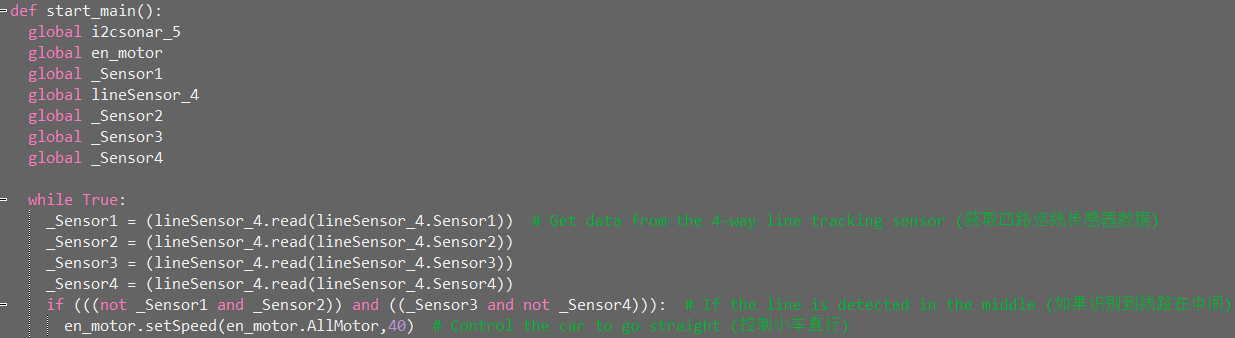 def start_main():
global i2csonar_5
global en_motor
global _Sensor1
global lineSensor_4
global _Sensor2
global _Sensor3
global _Sensor4
while True:
_Sensor1 = (lineSensor_4.read(lineSensor_4.Sensor1)) # Get data from the 4-way line tracking sensor (获取四路巡线传感器数据)
_Sensor2 = (lineSensor_4.read(lineSensor_4.Sensor2))
_Sensor3 = (lineSensor_4.read(lineSensor_4.Sensor3))
_Sensor4 = (lineSensor_4.read(lineSensor_4.Sensor4))
if (((not _Sensor1 and _Sensor2)) and ((_Sensor3 and not _Sensor4))): # If the line is detected in the middle (如果识别到线路在中间)
en_motor.setSpeed(en_motor.AllMotor,40) # Control the car to go straight (控制小车直行)